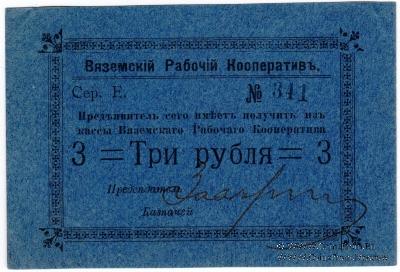 Вяземскій Рабочій Кооперативъ.
Сер. Е. № 341
Предъявитель сего имѣетъ получить изъ
кассы Вяземскаго Рабочаго Кооператива
3 = Три рубля = 3
Предсѣдатель
Казначей